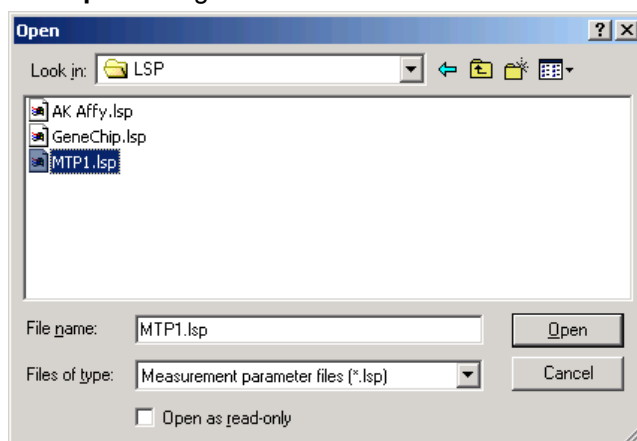 Open
Look in: LSP
AK Affy.lsp
GeneChip.lsp
MTP1.lsp
File name: MTP1.lsp Open
Files of type: Measurement parameter files (*.lsp) Cancel
Open as read-only